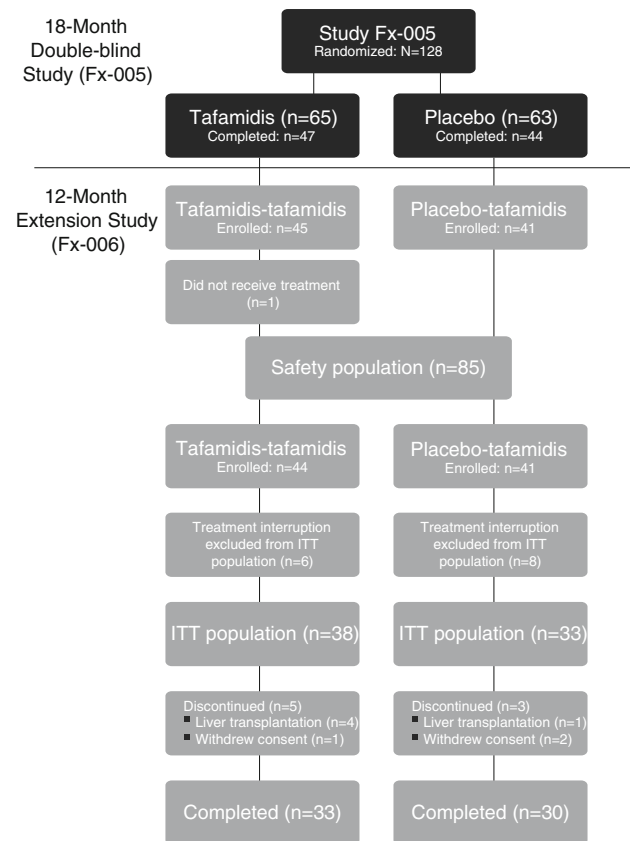 18-Month
Double-blind
Study (Fx-005)
Study Fx-005
Randomized: N=128
Tafamidis (n=65)
Completed: n=47
Placebo (n=63)
Completed: n=44
12-Month
Extension Study
(Fx-006)
Tafamidis-tafamidis
Enrolled: n=45
Placebo-tafamidis
Enrolled: n=41
Did not receive treatment
(n=1)
Safety population (n=85)
Tafamidis-tafamidis
Enrolled: n=44
Placebo-tafamidis
Enrolled: n=41
Treatment interruption
excluded from ITT
population (n=6)
Treatment interruption
excluded from ITT
population (n=8)
ITT population (n=38)
ITT population (n=33)
Discontinued (n=5)
▪ Liver transplantation (n=4)
▪ Withdrew consent (n=1)
Discontinued (n=3)
▪ Liver transplantation (n=1)
▪ Withdrew consent (n=2)
Completed (n=33)
Completed (n=30)